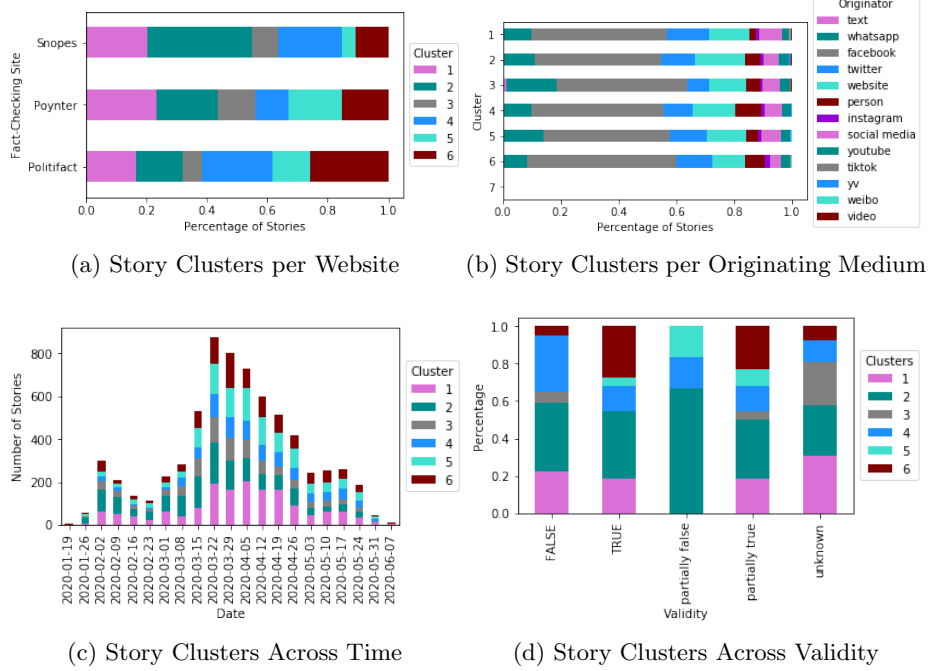 Snopes
Poynter
Politifact
Fact-Checking Site
0.0 0.2 0.4 0.6 0.8 1.0
Percentage of Stories
Cluster
1
2
3
4
5
6
(a) Story Clusters per Website
1
2
3
4
5
6
7
Cluster
0.0 0.2 0.4 0.6 0.8 1.0
Percentage of Stories
Originator
text
whatsapp
facebook
twitter
website
person
instagram
social media
youtube
tiktok
yv
weibo
video
(b) Story Clusters per Originating Medium
800
600
400
200
0
Number of Stories
2020-01-19
2020-01-26
2020-02-02
2020-02-09
2020-02-16
2020-02-23
2020-03-01
2020-03-08
2020-03-15
2020-03-22
2020-03-29
2020-04-05
2020-04-12
2020-04-19
2020-04-26
2020-05-03
2020-05-10
2020-05-17
2020-05-24
2020-05-31
2020-06-07
Date
Cluster
1
2
3
4
5
6
(c) Story Clusters Across Time
1.0
0.8
0.6
0.4
0.2
0.0
Percentage
FALSE
TRUE
partially false
partially true
unknown
Validity
Clusters
1
2
3
4
5
6
(d) Story Clusters Across Validity